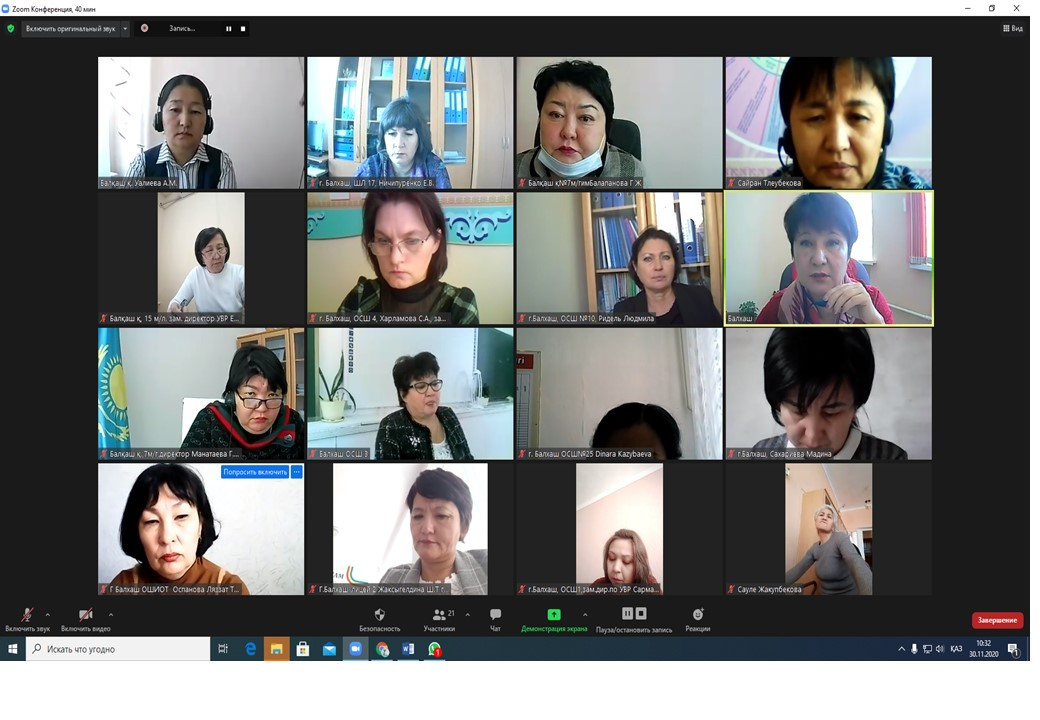 Zoom Конференция, 40 мин
Включить оригинальный звук
Запись...
Вид
Балқаш қ, Уалиева А.М.
г. Балхаш, ШЛ 17, Ничипуренко Е.В.
Балқаш қ№7м/гимБалапанова Г.Ж.
Сайран Тлеубекова
Балқаш қ, 15 м/л, зам. директор УВР Е...
г. Балхаш, ОСШ 4, Харламова С.А., за...
г.Балхаш, ОСШ №10, Ридель Людмила
Балхаш
Балқаш қ, 7м/г,директор Манатаева Г....
Балхаш ОСШ 3
г. Балхаш ОСШ№25 Dinara Kazybaeva
г.Балхаш, Сахариева Мадина
Попросить включить
...
Г Балхаш ОШИОТ Оспанова Ляззат Т...
Г.Балхаш лицей 2 Жаксыгелдина Ш.Т г...
г.Балхаш, ОСШ1 зам,дир.по УВР Сарма...
Сауле Жакупбекова
Включить звук
Включить видео
Безопасность
Участники
21
Чат
Демонстрация экрана
Пауза/остановить запись
Реакции
Завершение
Искать что угодно
1
ҚАЗ
10:32
30.11.2020
1